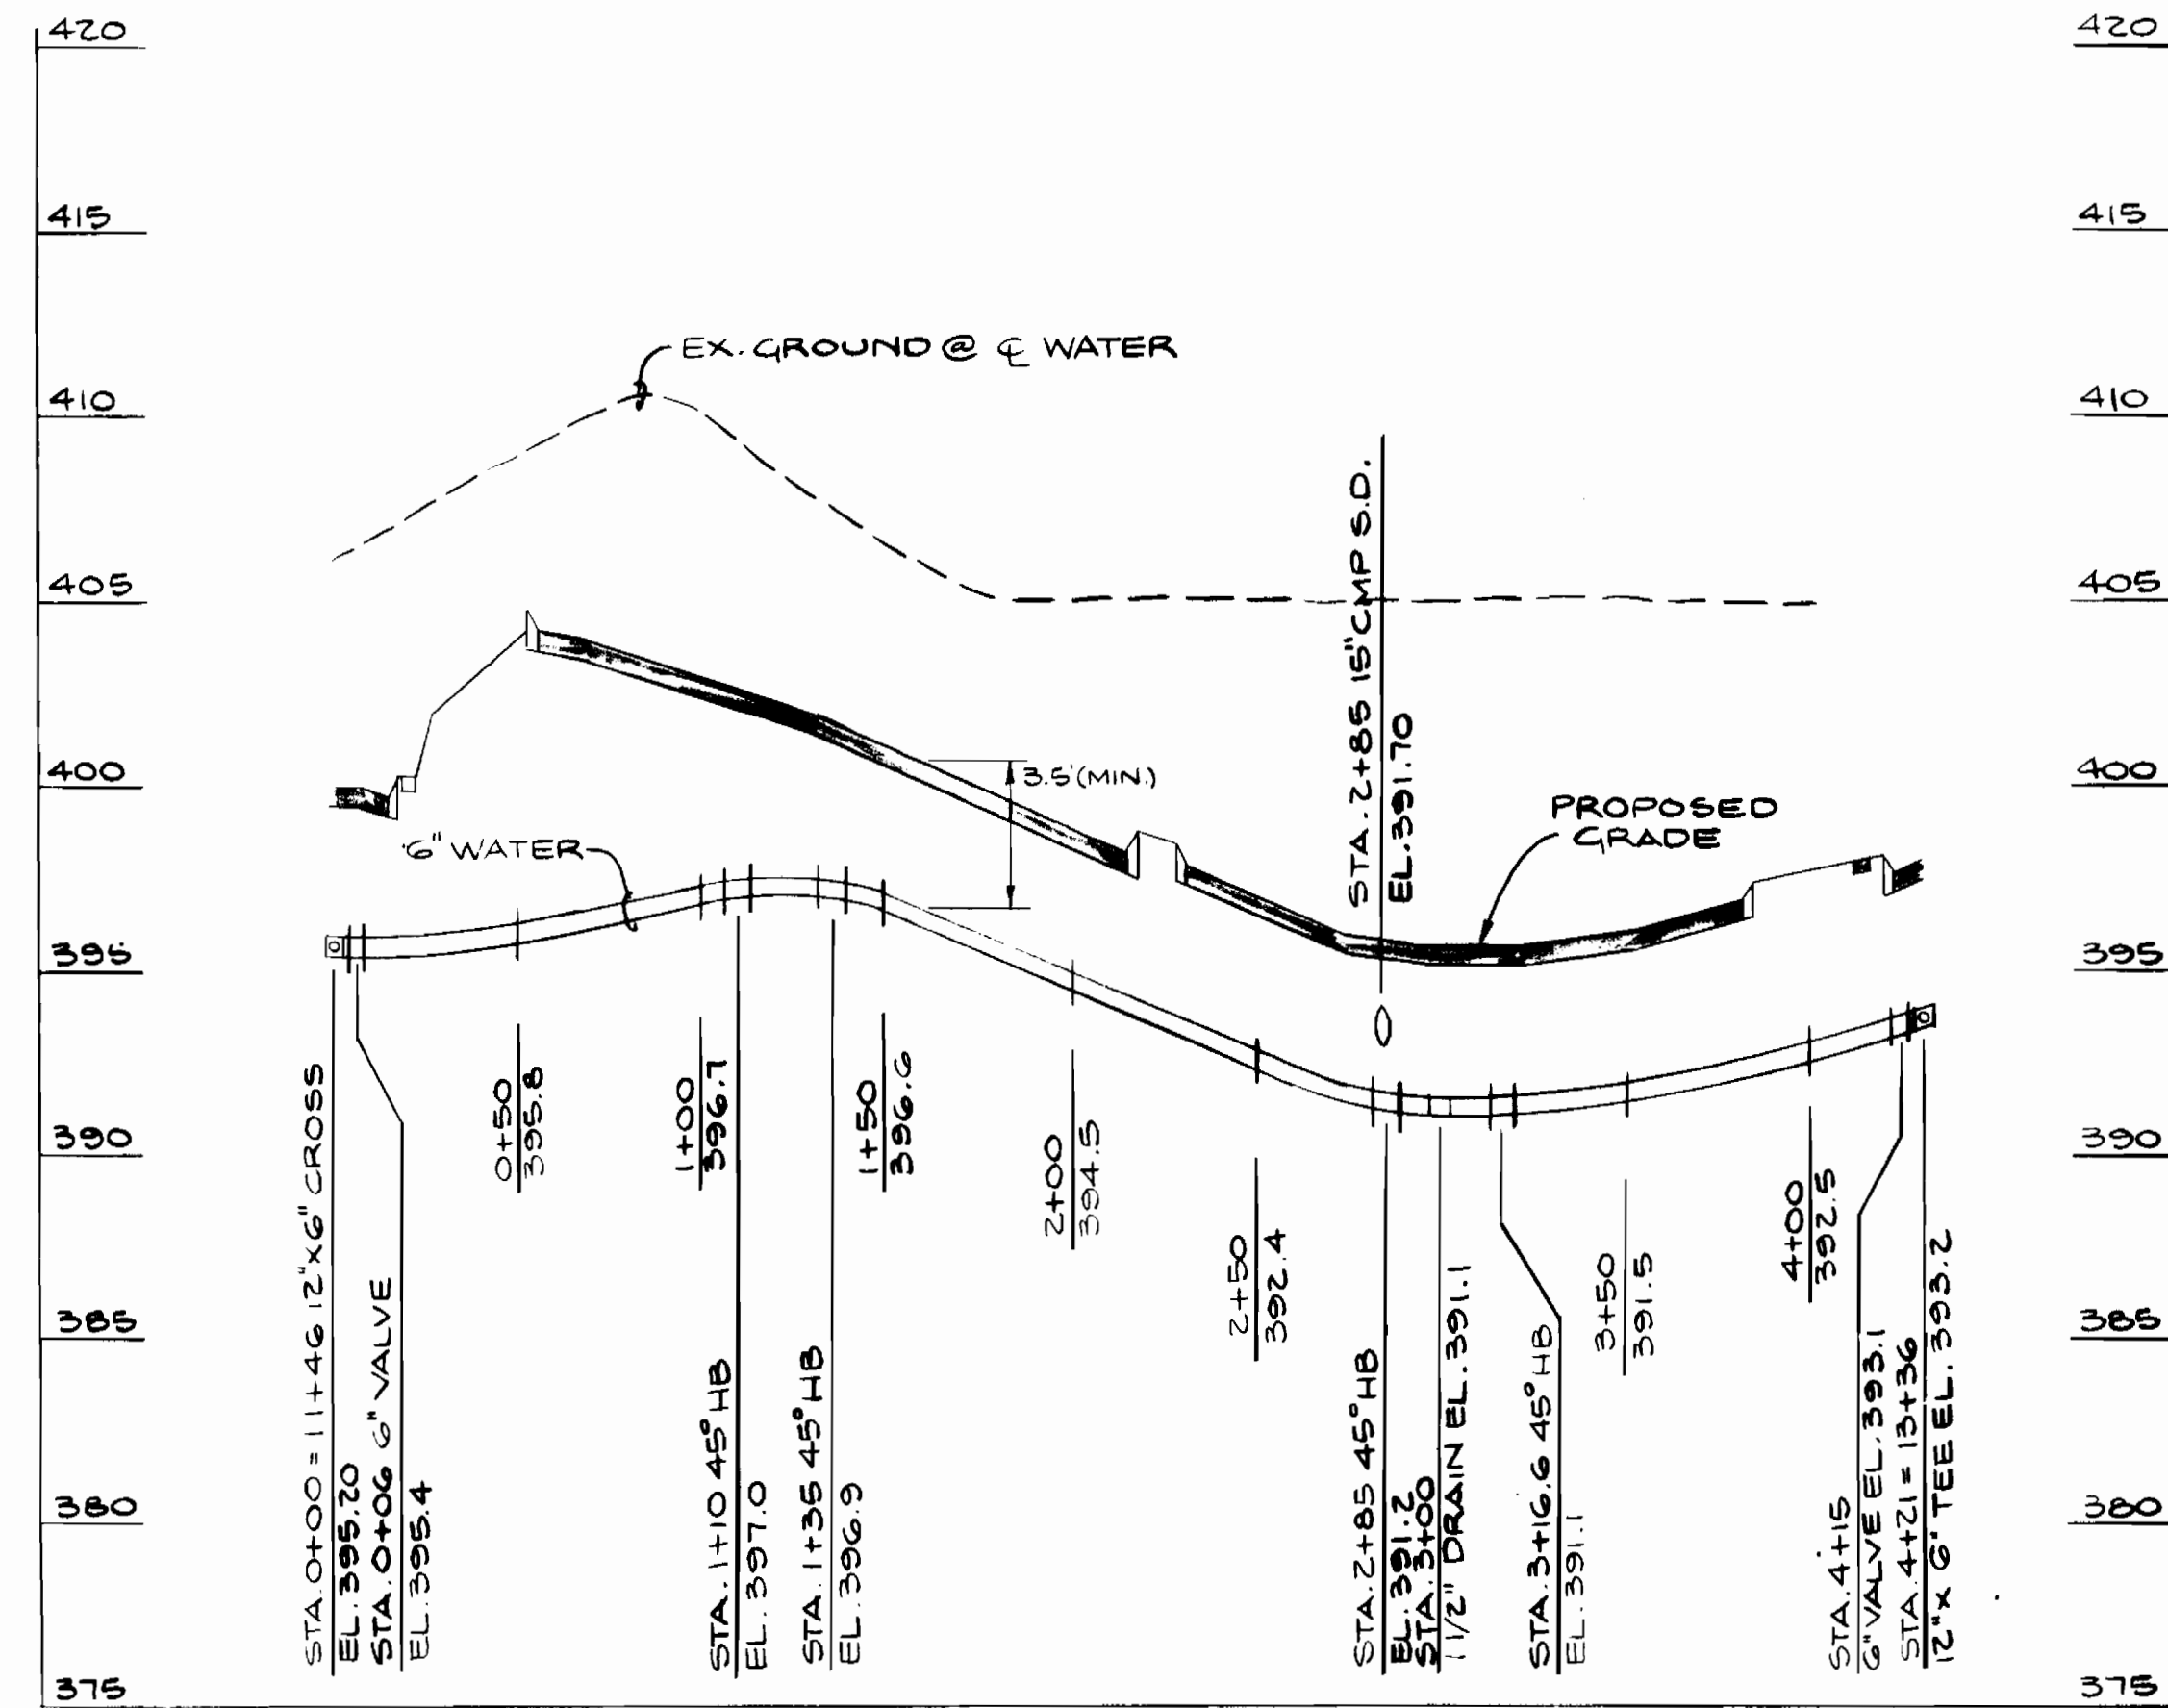 420
420
415
415
EX. GROUND @ ℄ WATER
410
410
405
405
STA. 2+85 15" CMP S.D.
EL. 391.70
400
400
3.5' (MIN.)
PROPOSED
GRADE
6" WATER
395
395
390
390
385
385
380
380
375
375
STA. 0+00 = 11+46 12"x6" CROSS
EL. 395.20
STA. 0+06 6" VALVE
EL. 395.4
0+50
395.8
1+00
396.7
STA. 1+10 45° HB
EL. 397.0
STA. 1+35 45° HB
EL. 396.9
1+50
396.6
2+00
394.5
2+50
392.4
STA. 2+85 45° HB
EL. 391.2
STA. 3+00
1 1/2" DRAIN EL. 391.1
STA. 3+16.6 45° HB
EL. 391.1
3+50
391.5
4+00
392.5
STA. 4+15
6" VALVE EL. 393.1
STA. 4+21 = 13+36
12" x 6" TEE EL. 393.2